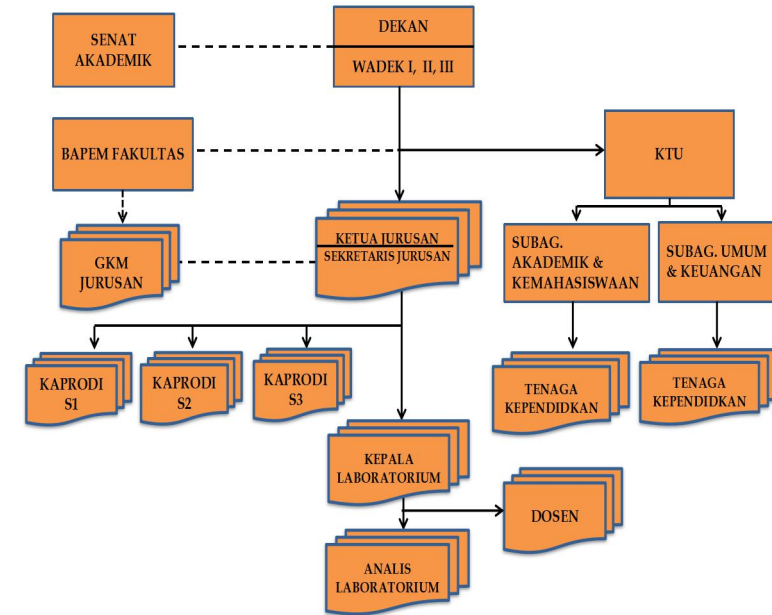 SENAT
AKADEMIK
DEKAN
WADEK I, II, III
BAPEM FAKULTAS
KTU
GKM
JURUSAN
KETUA JURUSAN
SEKRETARIS JURUSAN
SUBAG.
AKADEMIK &
KEMAHASISWAAN
SUBAG. UMUM
& KEUANGAN
KAPRODI
S1
KAPRODI
S2
KAPRODI
S3
TENAGA
KEPENDIDKAN
TENAGA
KEPENDIDKAN
KEPALA
LABORATORIUM
DOSEN
ANALIS
LABORATORIUM